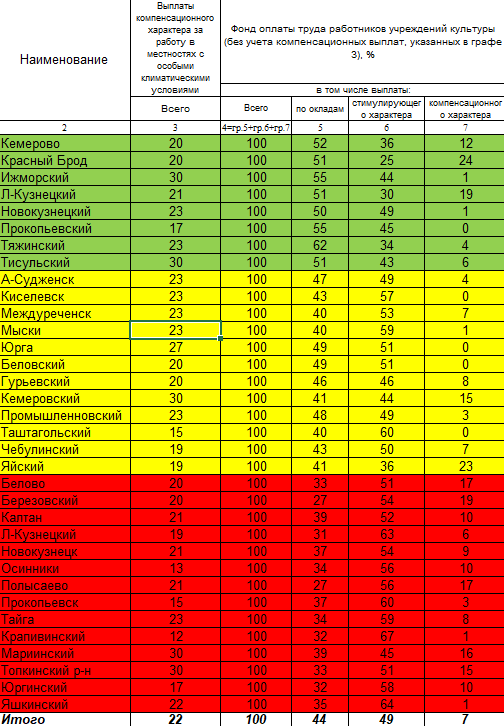 Наименование
Выплаты
компенсационного
характера за
работу в
местностях с
особыми
климатическими
условиями
Фонд оплаты труда работников учреждений культуры
(без учета компенсационных выплат, указанных в графе
3), %
в том числе выплаты:
Всего Всего по окладам стимулирующег
о характера компенсационног
о характера
2 3 4=гр.5+гр.6+гр.7 5 6 7
Кемерово 20 100 52 36 12
Красный Брод 20 100 51 25 24
Ижморский 30 100 55 44 1
Л-Кузнецкий 21 100 51 30 19
Новокузнецкий 23 100 50 49 1
Прокопьевский 17 100 55 45 0
Тяжинский 23 100 62 34 4
Тисульский 30 100 51 43 6
А-Судженск 23 100 47 49 4
Киселевск 23 100 43 57 0
Междуреченск 23 100 40 53 7
Мыски 23 100 40 59 1
Юрга 27 100 49 51 0
Беловский 20 100 49 51 0
Гурьевский 20 100 46 46 8
Кемеровский 30 100 41 44 15
Промышленновский 23 100 48 49 3
Таштагольский 15 100 40 60 0
Чебулинский 19 100 43 50 7
Яйский 19 100 41 36 23
Белово 20 100 33 51 17
Березовский 20 100 27 54 19
Калтан 21 100 39 52 10
Л-Кузнецкий 19 100 31 63 6
Новокузнецк 21 100 37 54 9
Осинники 13 100 34 56 10
Полысаево 21 100 27 56 17
Прокопьевск 15 100 37 60 3
Тайга 23 100 34 59 8
Крапивинский 12 100 32 67 1
Мариинский 30 100 39 45 16
Топкинский р-н 30 100 33 51 15
Юргинский 17 100 32 58 10
Яшкинский 22 100 35 64 1
Итого 22 100 44 49 7